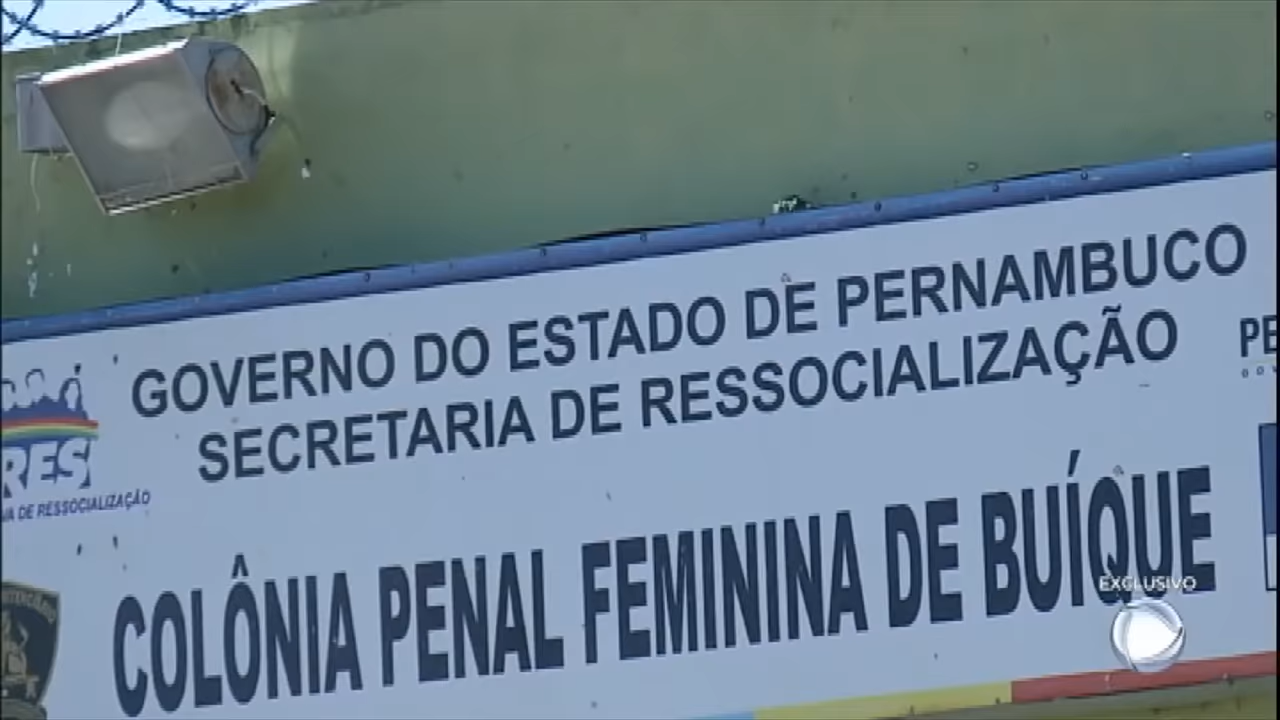 GOVERNO DO ESTADO DE PERNAMBUCO
SECRETARIA DE RESSOCIALIZAÇÃO
RES
DE RESSOCIALIZAÇÃO
COLÔNIA PENAL FEMININA DE BUÍQUE
EXCLUSIVO